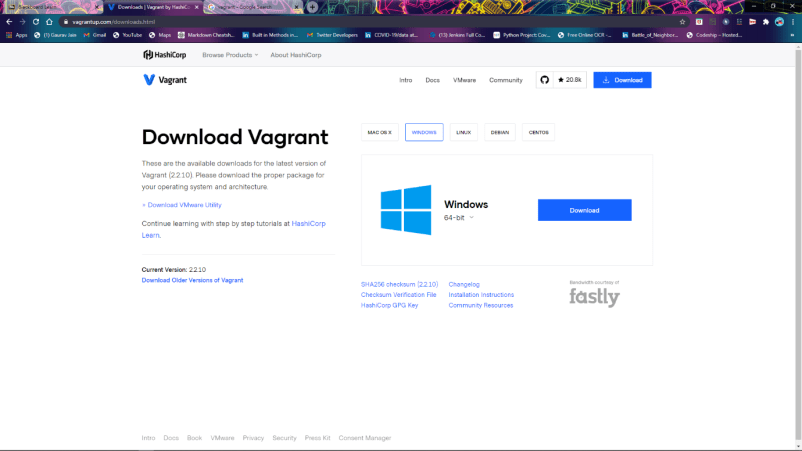 Downloads | Vagrant by HashiC
vagrant - Google Search
vagrantup.com/downloads.html
Apps
(1) Gaurav Jain
Gmail
YouTube
Maps
Markdown Cheatsh...
Built in Methods in...
Twitter Developers
COVID-19/data at...
(13) Jenkins Full Co...
Python Project: Cov...
Free Online OCR -...
Battle_of_Neighbor...
Codeship – Hosted...
HashiCorp
Browse Products
About HashiCorp
Vagrant
Intro
Docs
VMware
Community
20.8k
Download
Download Vagrant
These are the available downloads for the latest version of
Vagrant (2.2.10). Please download the proper package for
your operating system and architecture.
» Download VMware Utility
Continue learning with step by step tutorials at HashiCorp
Learn.
Current Version: 2.2.10
Download Older Versions of Vagrant
MAC OS X
WINDOWS
LINUX
DEBIAN
CENTOS
Windows
64-bit
Download
SHA256 checksum (2.2.10)
Checksum Verification File
HashiCorp GPG Key
Changelog
Installation Instructions
Community Resources
Bandwidth courtesy of
fastly
Intro
Docs
Book
VMware
Privacy
Security
Press Kit
Consent Manager